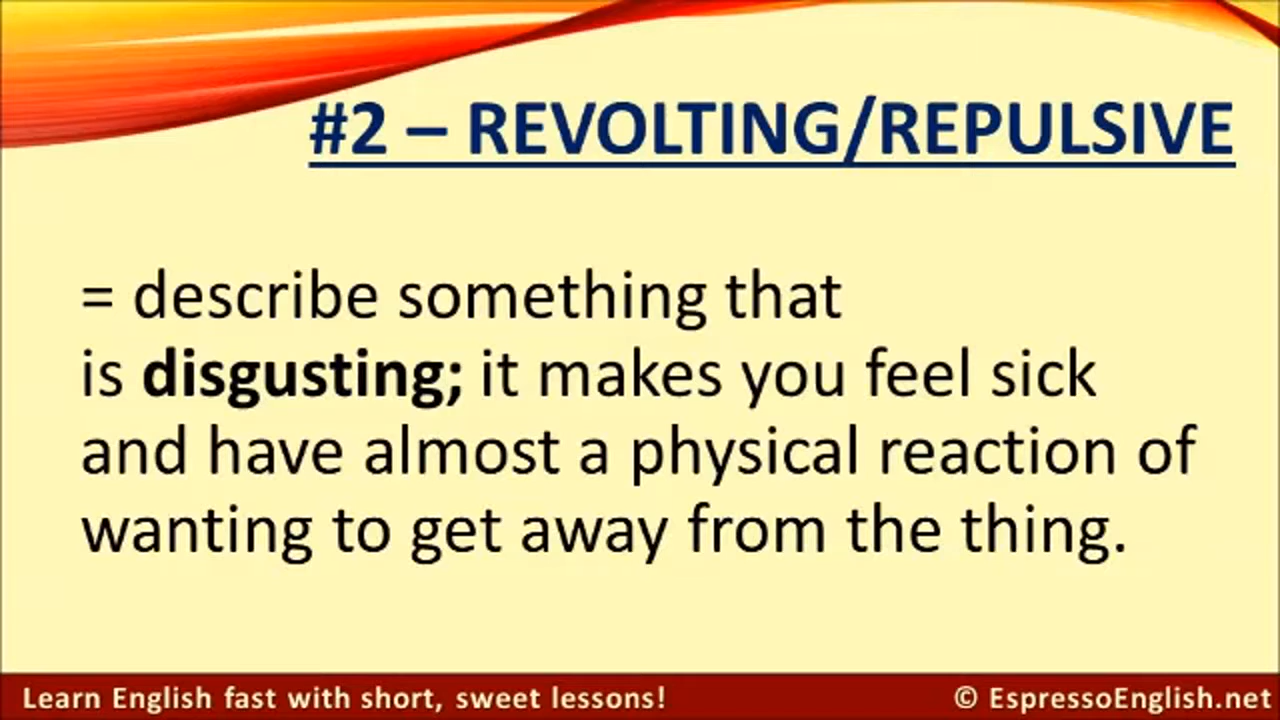 #2 – REVOLTING/REPULSIVE
= describe something that
is disgusting; it makes you feel sick
and have almost a physical reaction of
wanting to get away from the thing.
Learn English fast with short, sweet lessons!
© EspressoEnglish.net